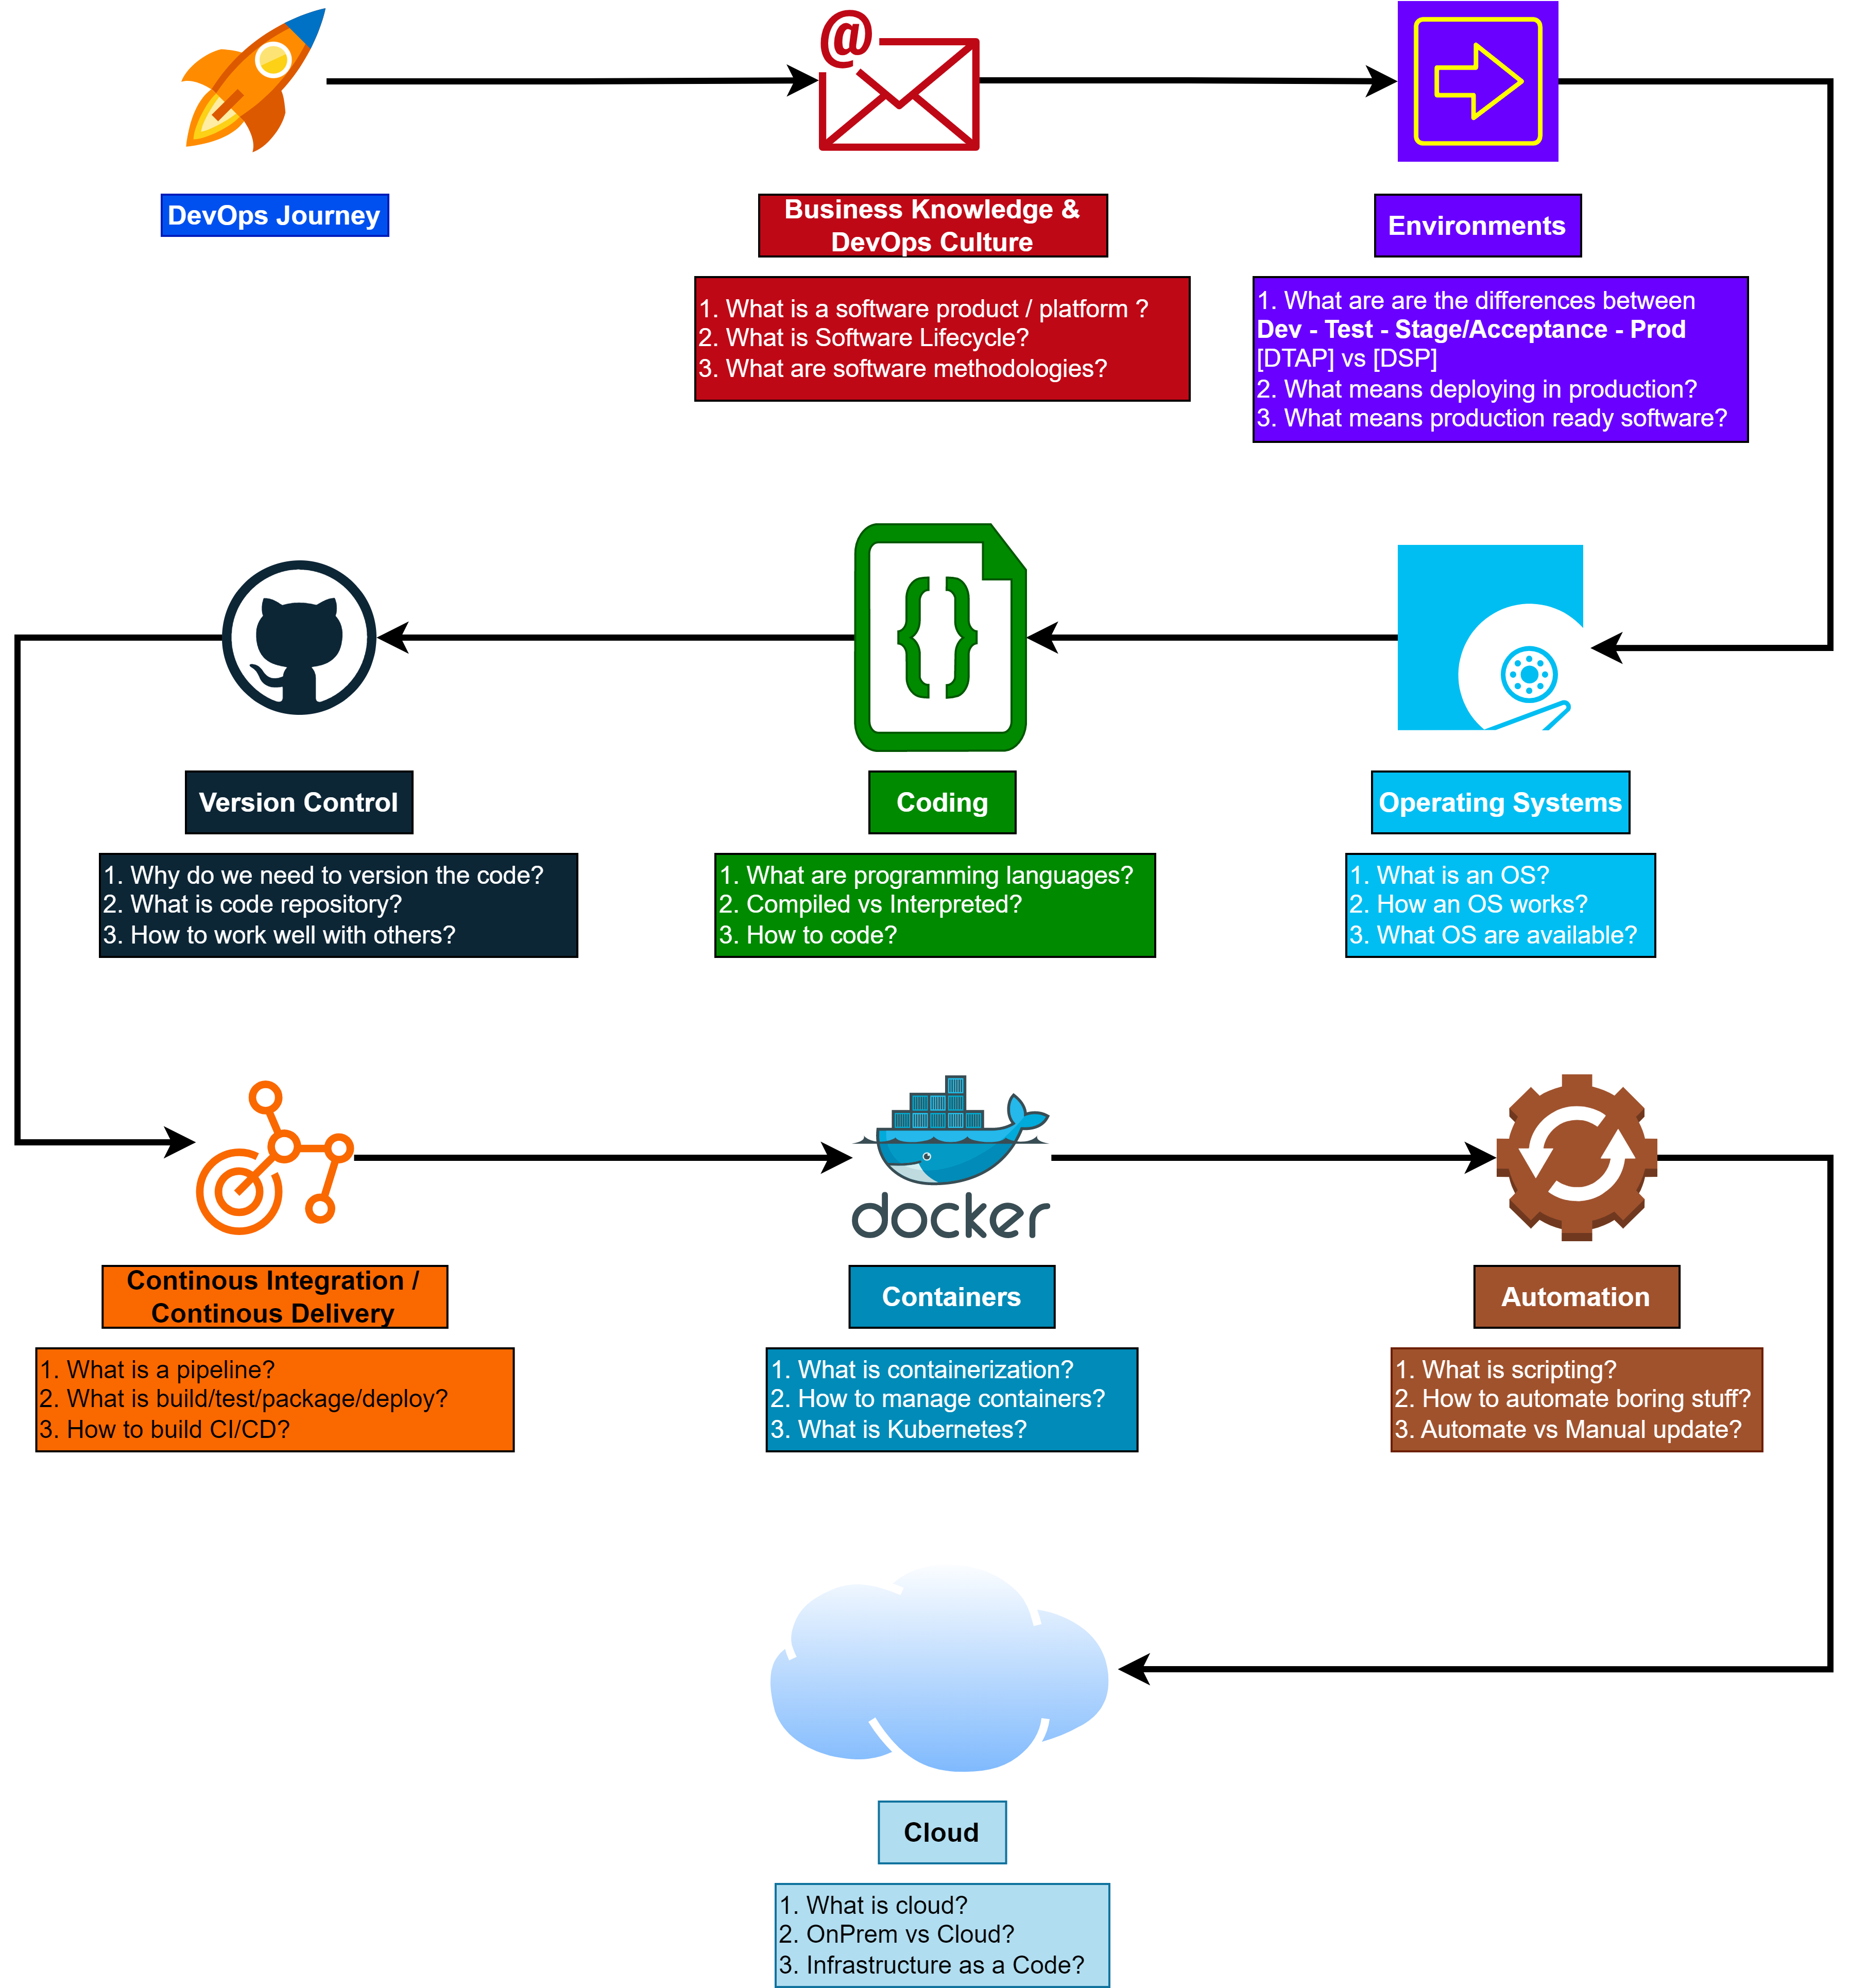 DevOps Journey
Business Knowledge &
DevOps Culture
1. What is a software product / platform ?
2. What is Software Lifecycle?
3. What are software methodologies?
Environments
1. What are are the differences between
Dev - Test - Stage/Acceptance - Prod
[DTAP] vs [DSP]
2. What means deploying in production?
3. What means production ready software?
Operating Systems
1. What is an OS?
2. How an OS works?
3. What OS are available?
Coding
1. What are programming languages?
2. Compiled vs Interpreted?
3. How to code?
Version Control
1. Why do we need to version the code?
2. What is code repository?
3. How to work well with others?
Continous Integration /
Continous Delivery
1. What is a pipeline?
2. What is build/test/package/deploy?
3. How to build CI/CD?
docker
Containers
1. What is containerization?
2. How to manage containers?
3. What is Kubernetes?
Automation
1. What is scripting?
2. How to automate boring stuff?
3. Automate vs Manual update?
Cloud
1. What is cloud?
2. OnPrem vs Cloud?
3. Infrastructure as a Code?